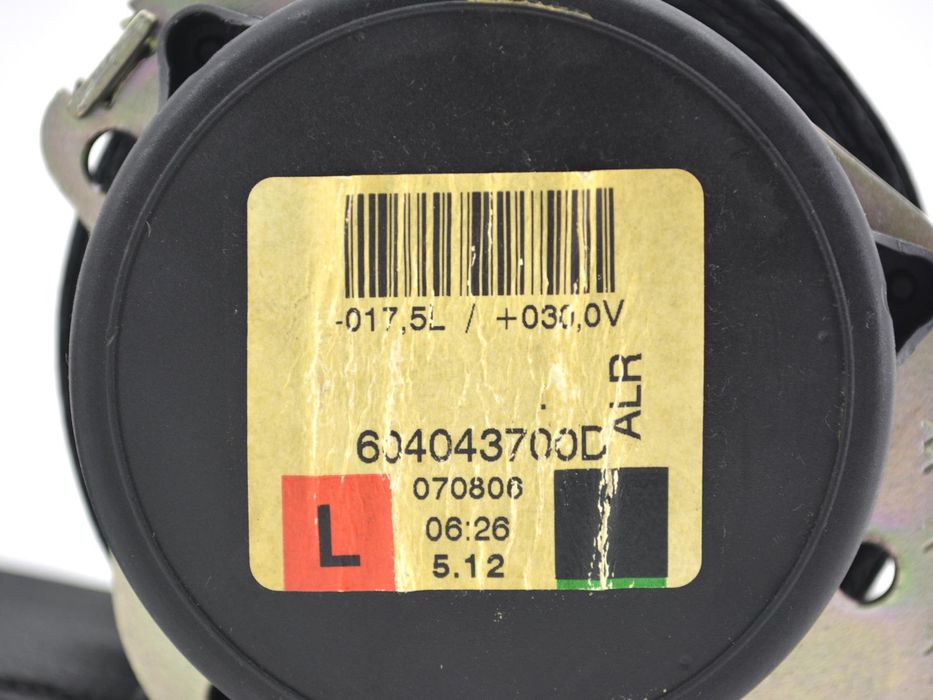 -017,5L / +030,0V
ALR
604043700D
070806
L
06:26
5.12